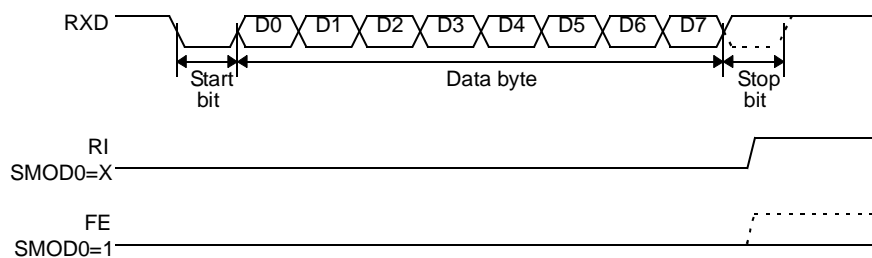 RXD
D0 D1 D2 D3 D4 D5 D6 D7
Start
bit
Data byte
Stop
bit
RI
SMOD0=X
FE
SMOD0=1